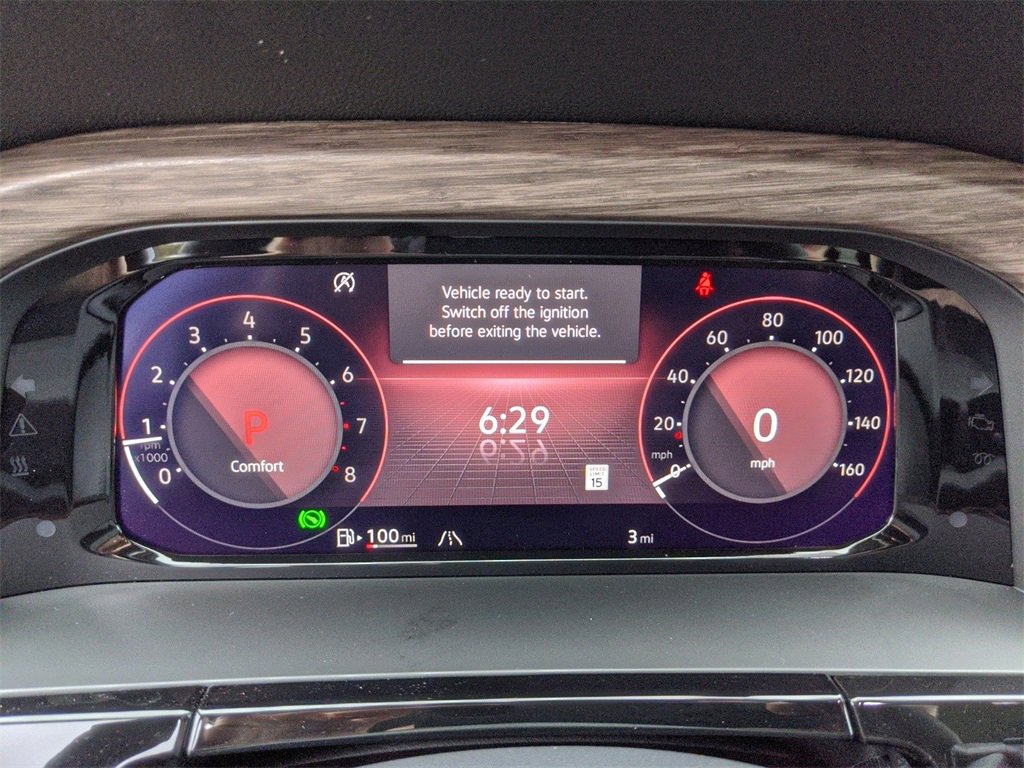 Vehicle ready to start.
Switch off the ignition
before exiting the vehicle.
0
1
2
3
4
5
6
7
8
rpm
x1000
P
Comfort
6:29
SPEED
LIMIT
15
0
20
40
60
80
100
120
140
160
mph
0
mph
100 mi
3 mi